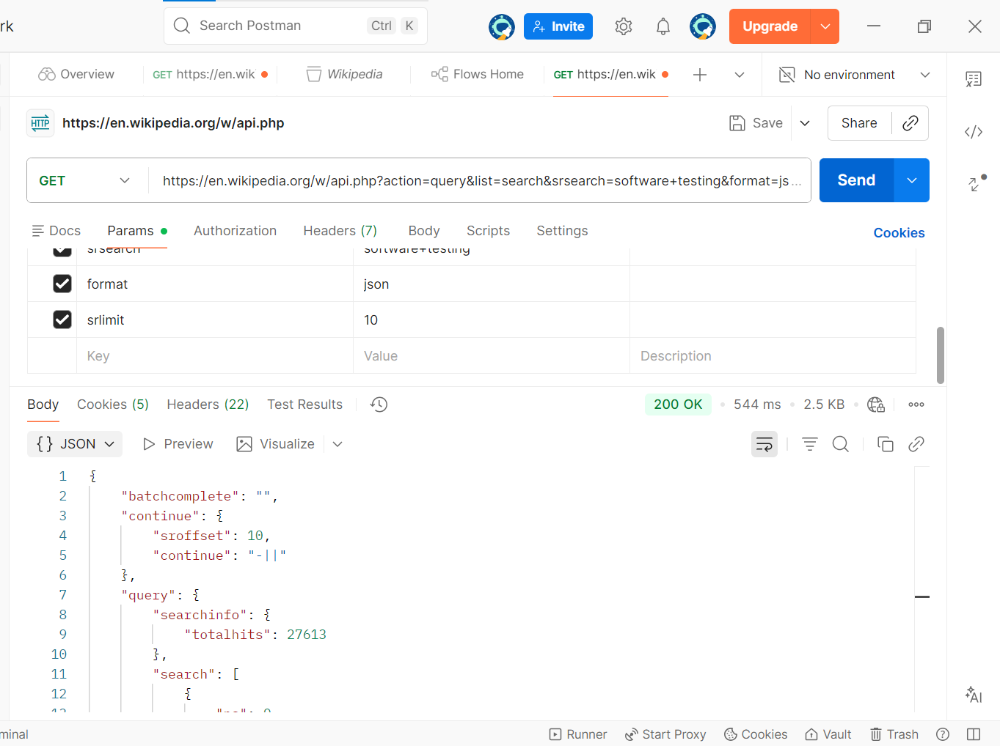 rk
Search Postman Ctrl K Invite Upgrade
Overview GET https://en.wik Wikipedia Flows Home GET https://en.wik No environment
HTTP https://en.wikipedia.org/w/api.php Save Share
GET https://en.wikipedia.org/w/api.php?action=query&list=search&srsearch=software+testing&format=js ... Send
Docs Params Authorization Headers (7) Body Scripts Settings Cookies
srsearch software+testing
format json
srlimit 10
Key Value Description
Body Cookies (5) Headers (22) Test Results 200 OK 544 ms 2.5 KB
{} JSON Preview Visualize
1 {
2 "batchcomplete": "",
3 "continue": {
4 "sroffset": 10,
5 "continue": "-||"
6 },
7 "query": {
8 "searchinfo": {
9 "totalhits": 27613
10 },
11 "search": [
12 {
13 "ns": 0
AI
minal Runner Start Proxy Cookies Vault Trash